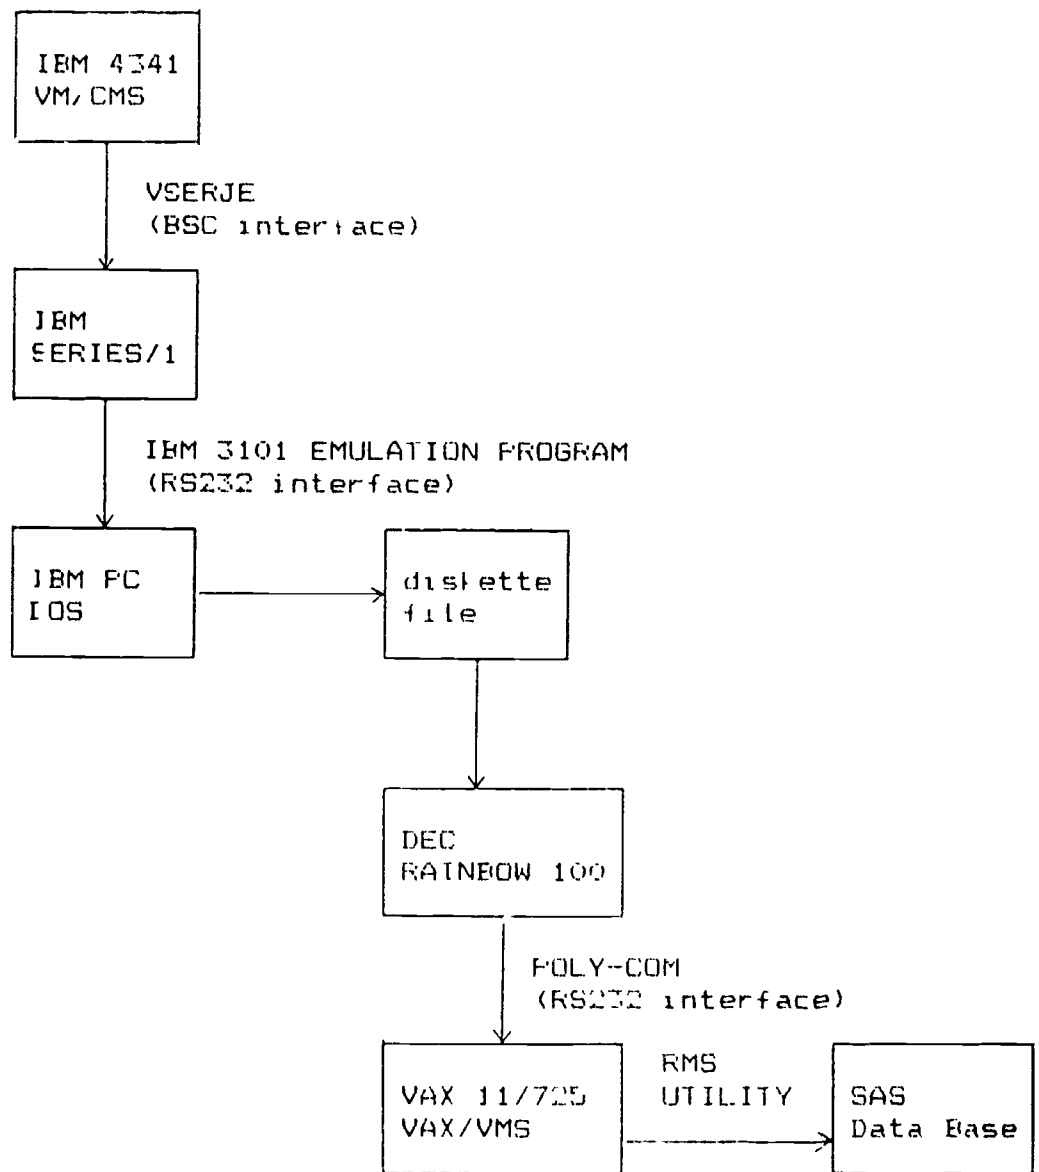 IBM 4341
VM/CMS
VSERJE
(BSC interface)
IBM
SERIES/1
IBM 3101 EMULATION PROGRAM
(RS232 interface)
IBM PC
IOS
diskette
file
DEC
RAINBOW 100
POLY-COM
(RS232 interface)
VAX 11/725
VAX/VMS
RMS
UTILITY
SAS
Data Base